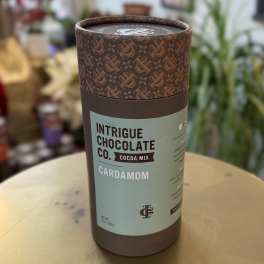 INTRIGUE
CHOCOLATE
CO. COCOA MIX
CARDAMOM